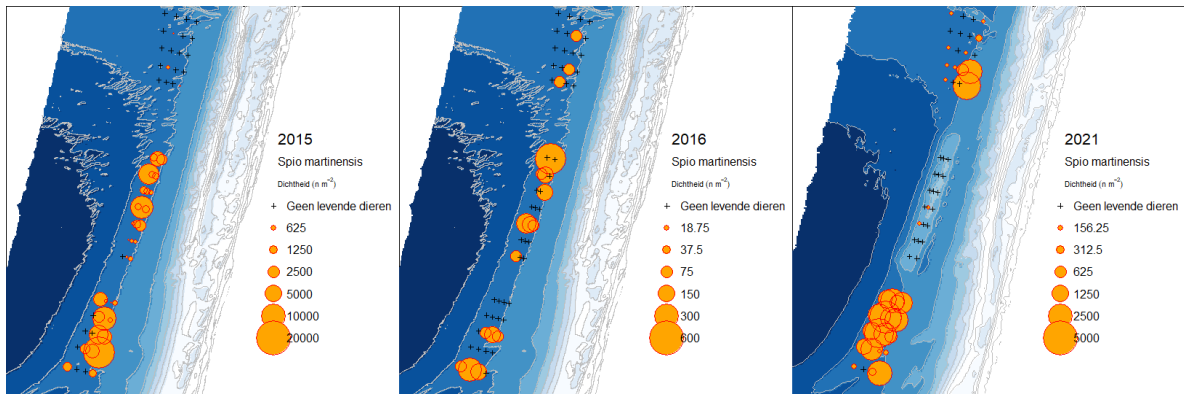 2015
Spio martinensis
Dichtheid (n m⁻²)
+ Geen levende dieren
625
1250
2500
5000
10000
20000
2016
Spio martinensis
Dichtheid (n m⁻²)
+ Geen levende dieren
18.75
37.5
75
150
300
600
2021
Spio martinensis
Dichtheid (n m⁻²)
+ Geen levende dieren
156.25
312.5
625
1250
2500
5000